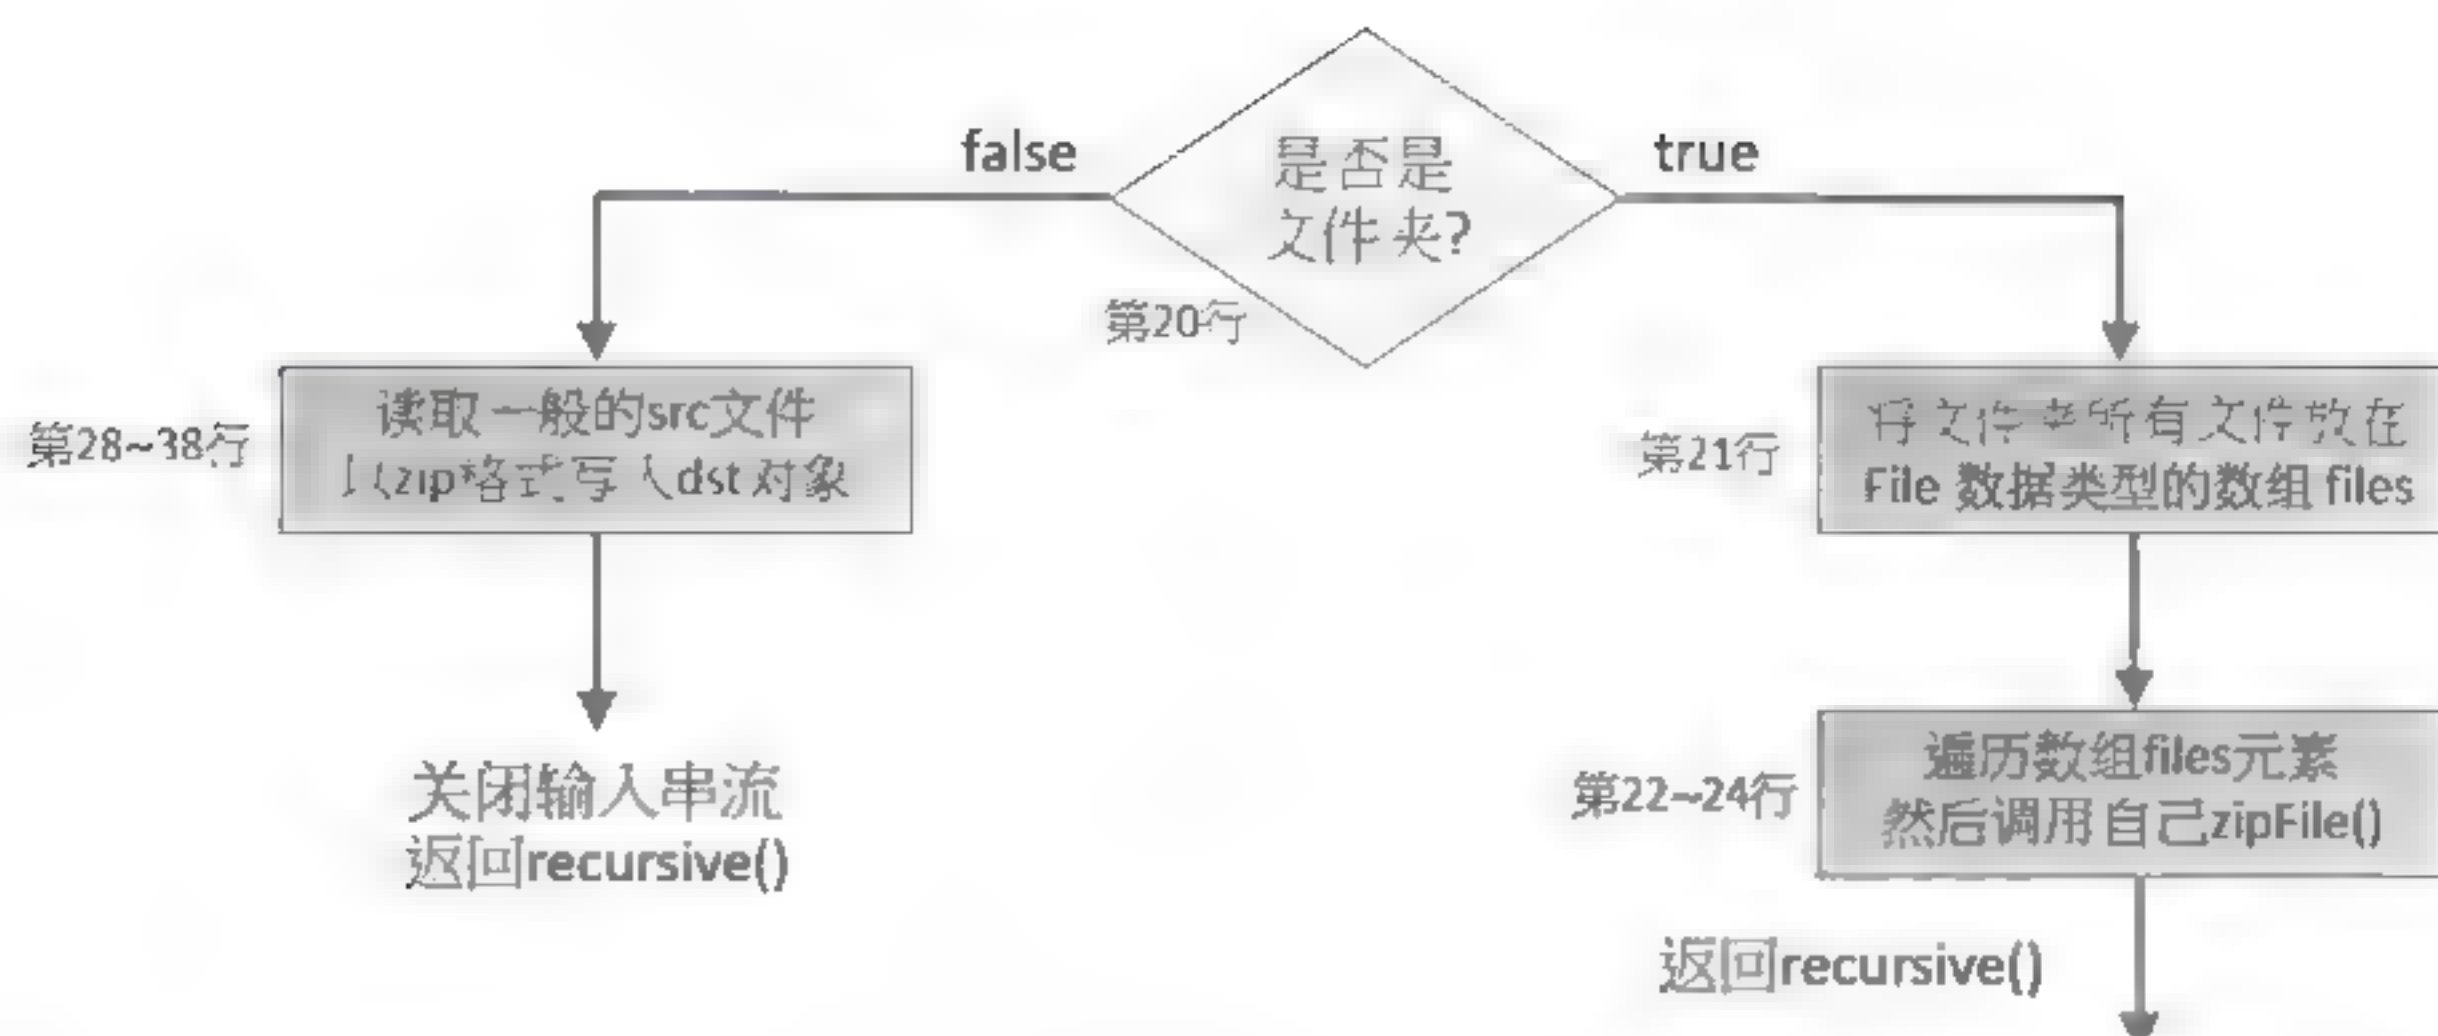 false
是否是
true
文件夹?
第20行
读取一般的src文件
以zip格式写入dst对象
第28~38行
将文件夹所有文件放在
File 数据类型的数组 files
第21行
遍历数组files元素
然后调用自己zipFile()
第22~24行
关闭输入串流
返回recursive()
返回recursive()